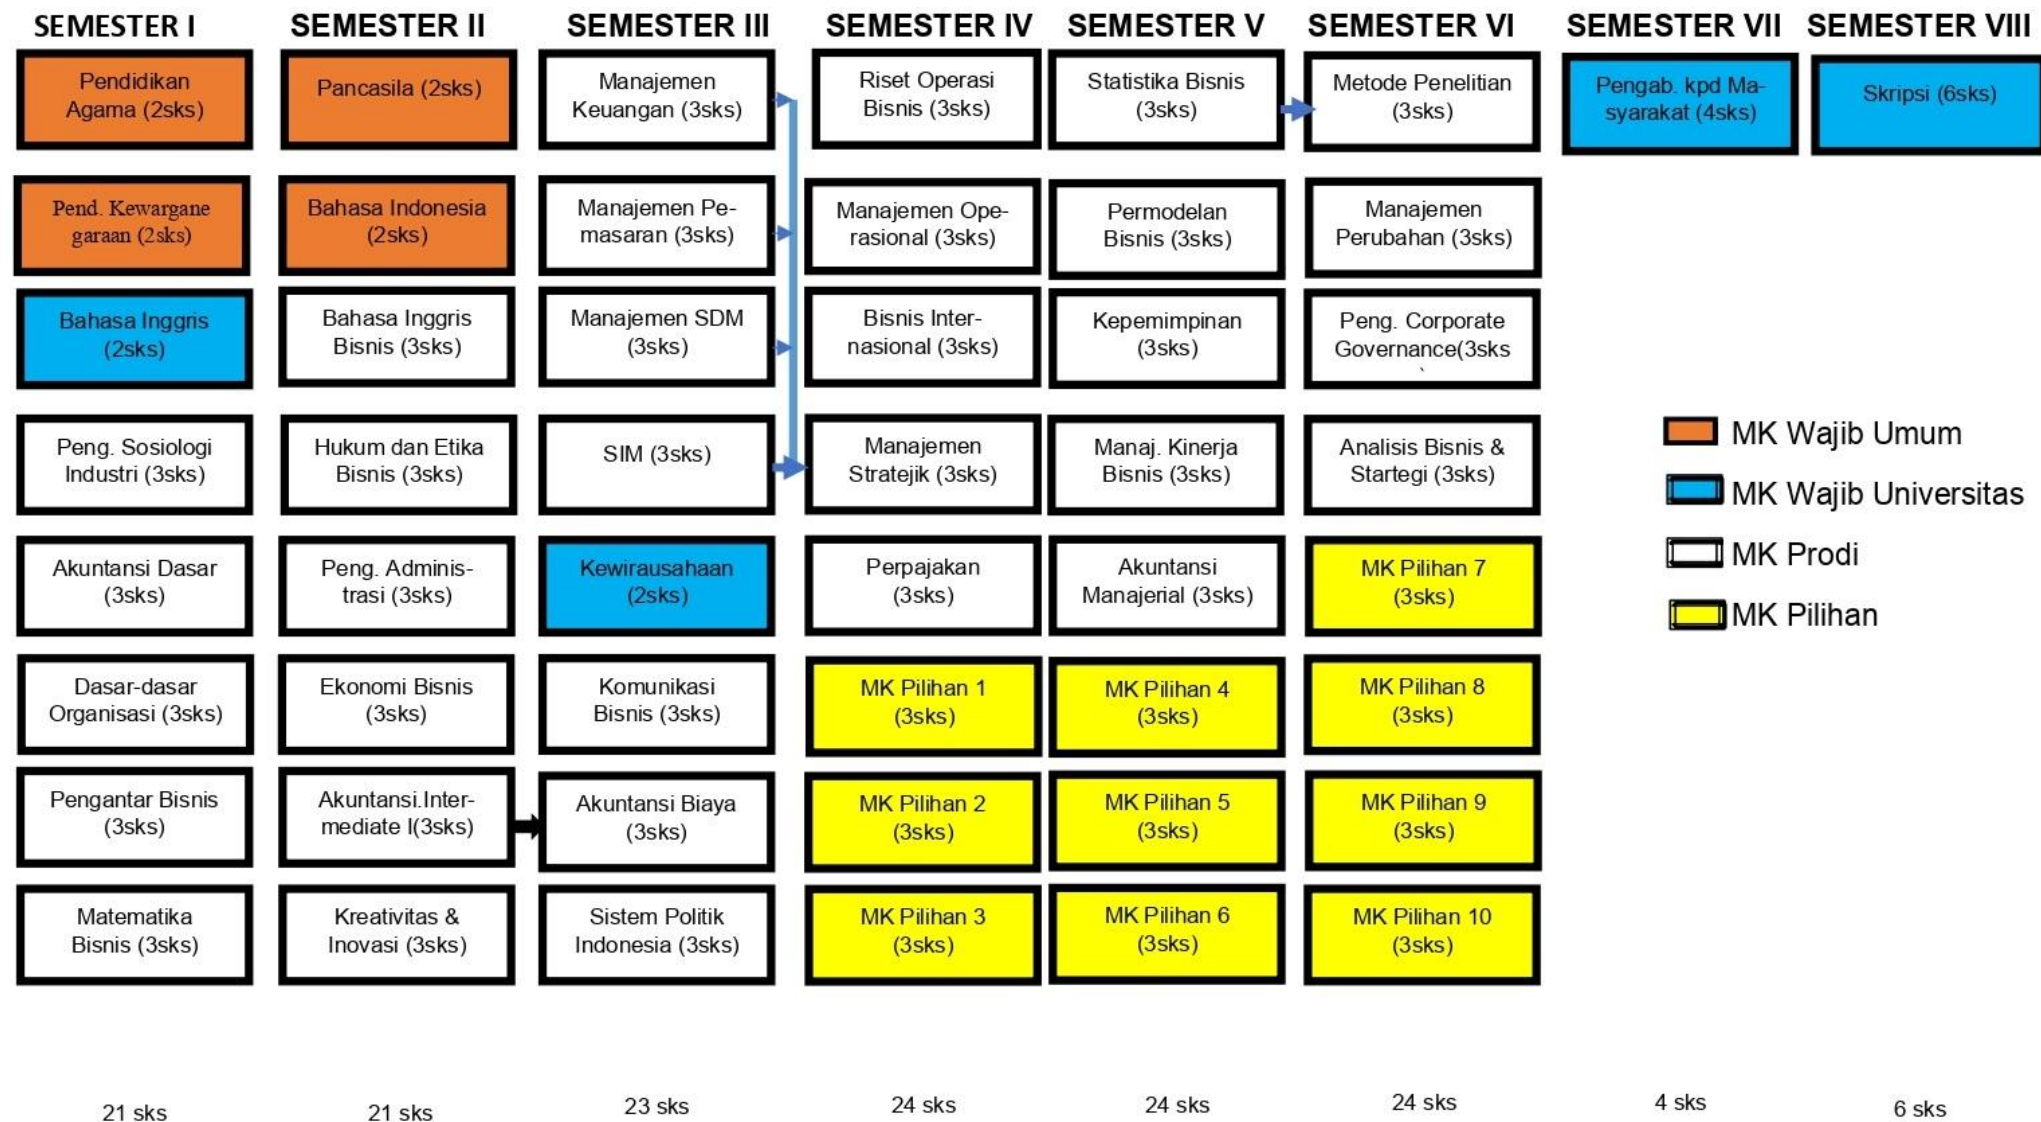 SEMESTER I
SEMESTER II
SEMESTER III
SEMESTER IV
SEMESTER V
SEMESTER VI
SEMESTER VII
SEMESTER VIII
Pendidikan
Agama (2sks)
Pancasila (2sks)
Manajemen
Keuangan (3sks)
Riset Operasi
Bisnis (3sks)
Statistika Bisnis
(3sks)
Metode Penelitian
(3sks)
Pengab. kpd Ma-
syarakat (4sks)
Skripsi (6sks)
Pend. Kewargane
garaan (2sks)
Bahasa Indonesia
(2sks)
Manajemen Pe-
masaran (3sks)
Manajemen Ope-
rasional (3sks)
Permodelan
Bisnis (3sks)
Manajemen
Perubahan (3sks)
Bahasa Inggris
(2sks)
Bahasa Inggris
Bisnis (3sks)
Manajemen SDM
(3sks)
Bisnis Inter-
nasional (3sks)
Kepemimpinan
(3sks)
Peng. Corporate
Governance(3sks
Peng. Sosiologi
Industri (3sks)
Hukum dan Etika
Bisnis (3sks)
SIM (3sks)
Manajemen
Stratejik (3sks)
Manaj. Kinerja
Bisnis (3sks)
Analisis Bisnis &
Startegi (3sks)
MK Wajib Umum
MK Wajib Universitas
MK Prodi
MK Pilihan
Akuntansi Dasar
(3sks)
Peng. Adminis-
trasi (3sks)
Kewirausahaan
(2sks)
Perpajakan
(3sks)
Akuntansi
Manajerial (3sks)
MK Pilihan 7
(3sks)
Dasar-dasar
Organisasi (3sks)
Ekonomi Bisnis
(3sks)
Komunikasi
Bisnis (3sks)
MK Pilihan 1
(3sks)
MK Pilihan 4
(3sks)
MK Pilihan 8
(3sks)
Pengantar Bisnis
(3sks)
Akuntansi.Inter-
mediate I(3sks)
Akuntansi Biaya
(3sks)
MK Pilihan 2
(3sks)
MK Pilihan 5
(3sks)
MK Pilihan 9
(3sks)
Matematika
Bisnis (3sks)
Kreativitas &
Inovasi (3sks)
Sistem Politik
Indonesia (3sks)
MK Pilihan 3
(3sks)
MK Pilihan 6
(3sks)
MK Pilihan 10
(3sks)
21 sks
21 sks
23 sks
24 sks
24 sks
24 sks
4 sks
6 sks